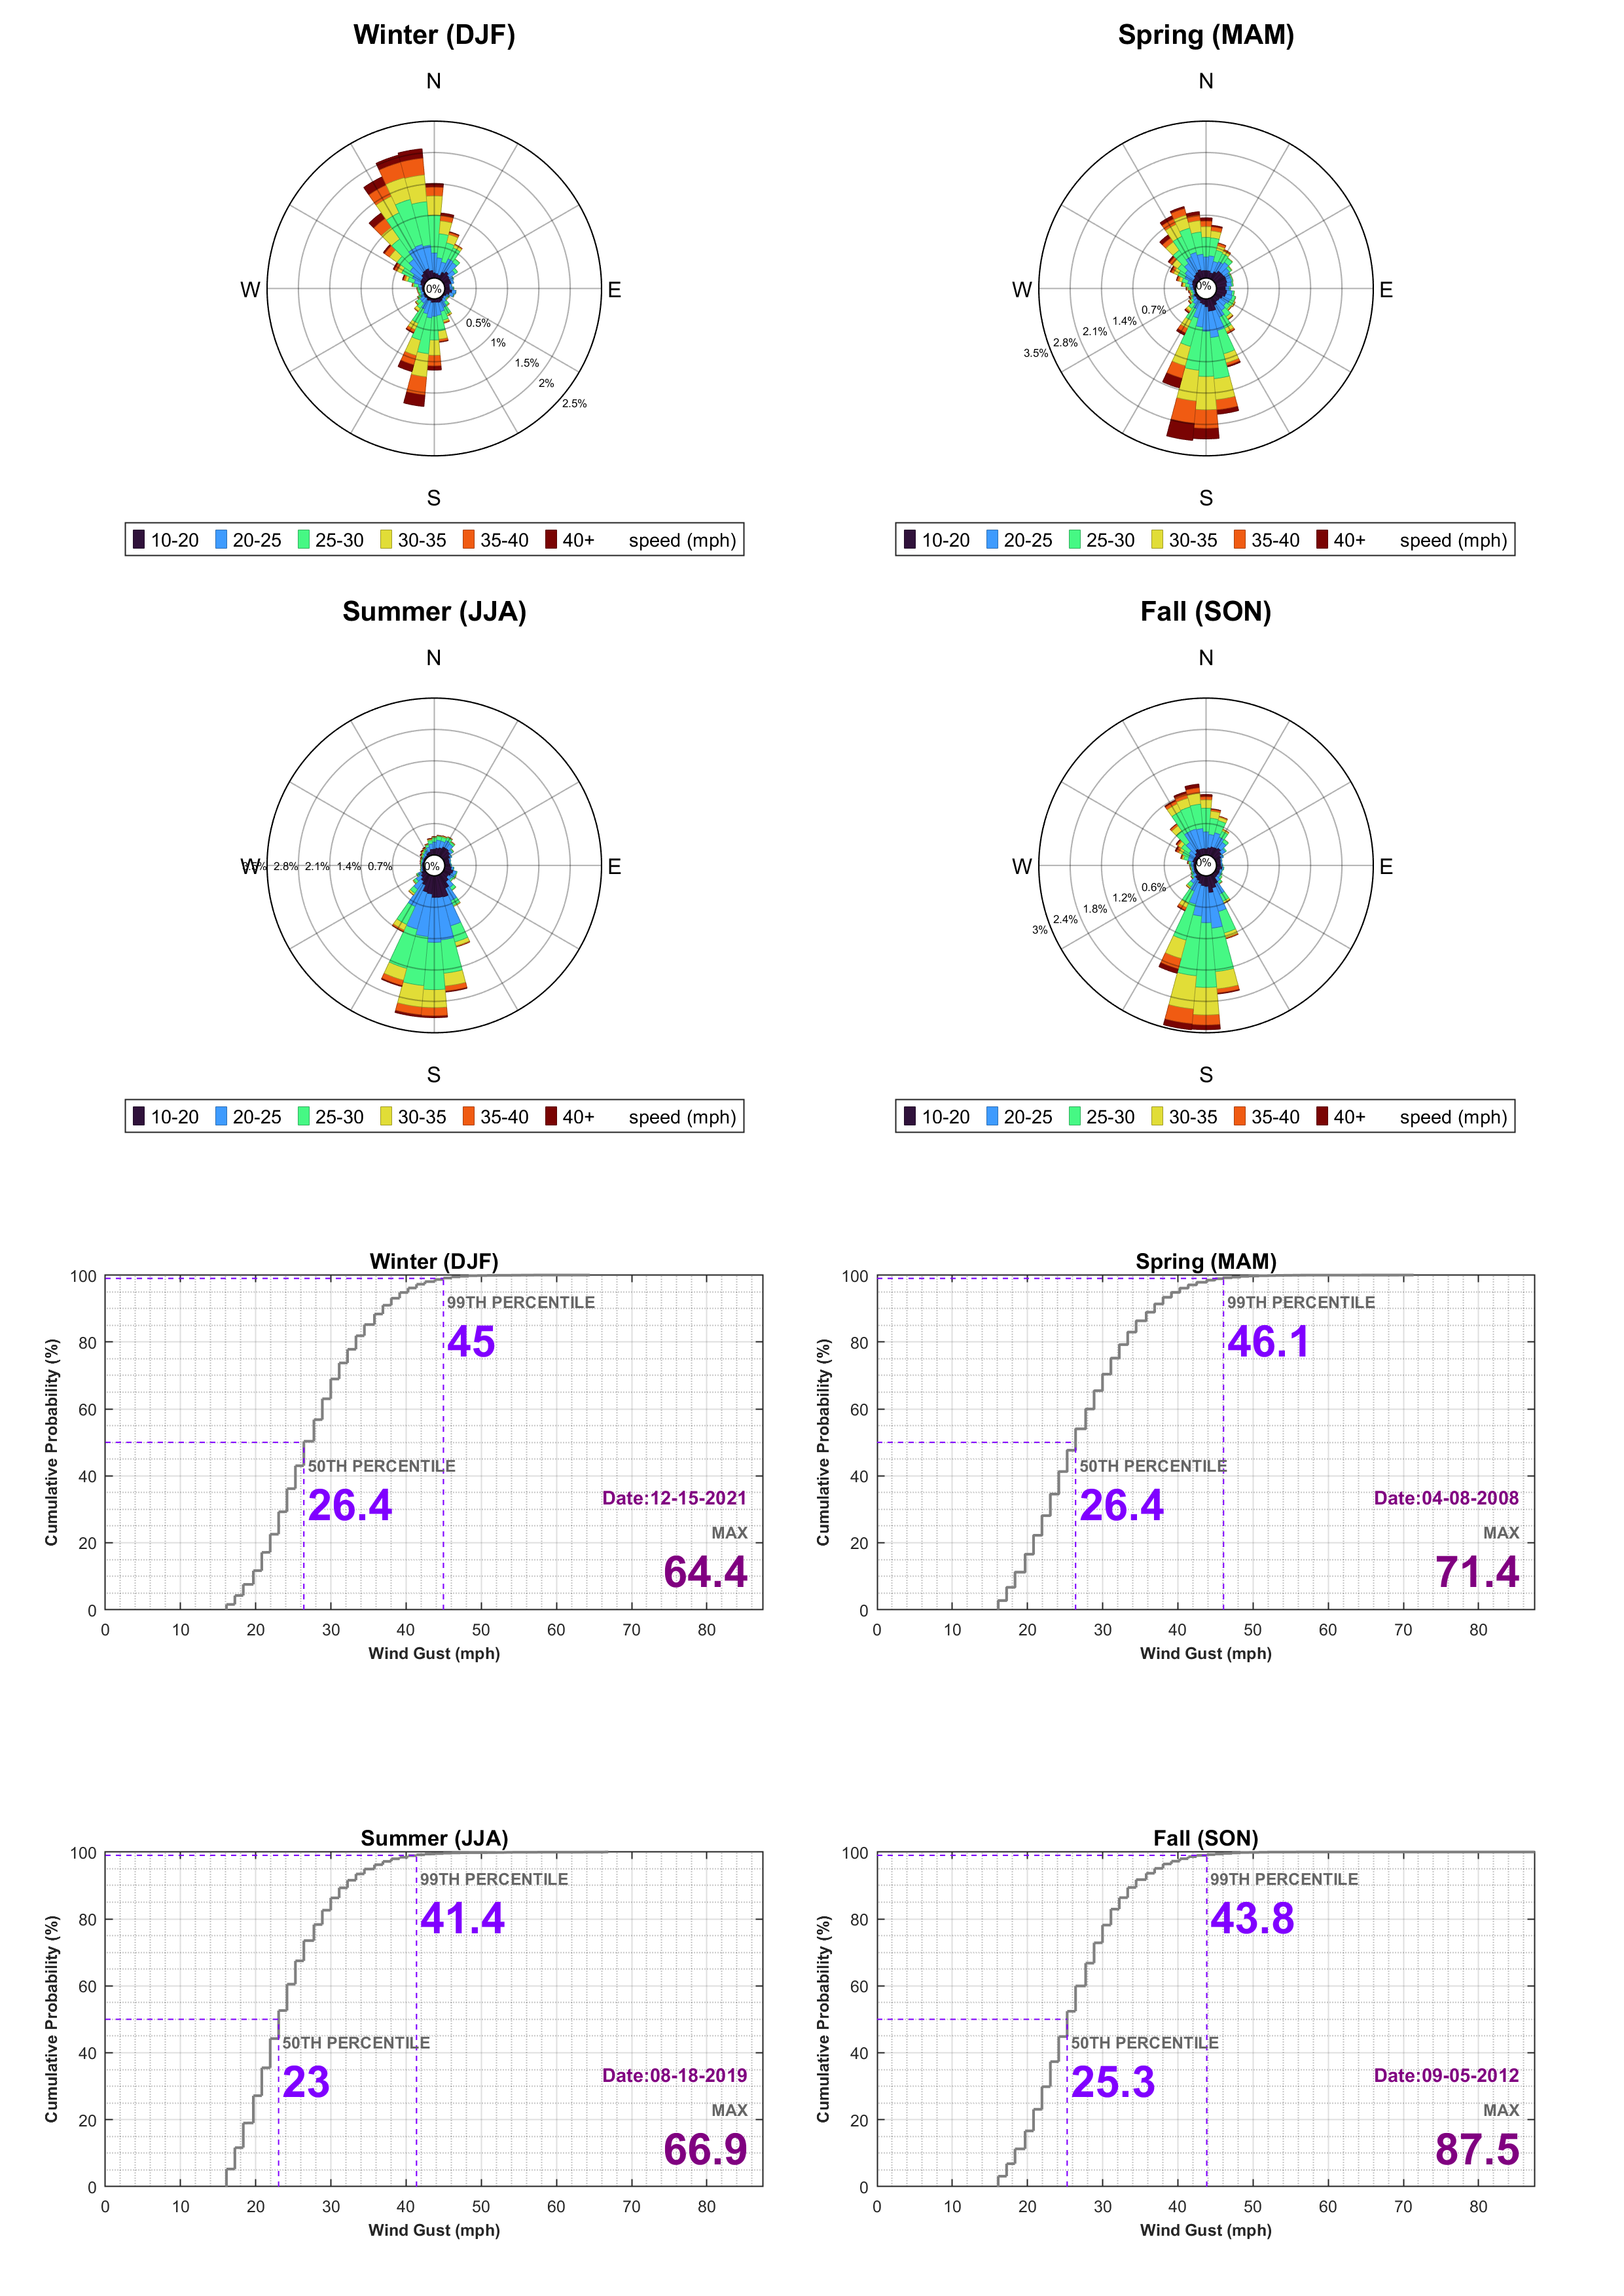 Winter (DJF)
N
W
E
0%
0.5%
1%
1.5%
2%
2.5%
S
10-20 20-25 25-30 30-35 35-40 40+ speed (mph)
Spring (MAM)
N
W
E
0%
0.7%
1.4%
2.1%
2.8%
3.5%
S
10-20 20-25 25-30 30-35 35-40 40+ speed (mph)
Summer (JJA)
N
W
E
3.5% 2.8% 2.1% 1.4% 0.7% 0%
S
10-20 20-25 25-30 30-35 35-40 40+ speed (mph)
Fall (SON)
N
W
E
0%
0.6%
1.2%
1.8%
2.4%
3%
S
10-20 20-25 25-30 30-35 35-40 40+ speed (mph)
Winter (DJF)
Cumulative Probability (%)
100
80
60
40
20
0
99TH PERCENTILE
45
50TH PERCENTILE
26.4
Date:12-15-2021
MAX
64.4
0 10 20 30 40 50 60 70 80
Wind Gust (mph)
Spring (MAM)
Cumulative Probability (%)
100
80
60
40
20
0
99TH PERCENTILE
46.1
50TH PERCENTILE
26.4
Date:04-08-2008
MAX
71.4
0 10 20 30 40 50 60 70 80
Wind Gust (mph)
Summer (JJA)
Cumulative Probability (%)
100
80
60
40
20
0
99TH PERCENTILE
41.4
50TH PERCENTILE
23
Date:08-18-2019
MAX
66.9
0 10 20 30 40 50 60 70 80
Wind Gust (mph)
Fall (SON)
Cumulative Probability (%)
100
80
60
40
20
0
99TH PERCENTILE
43.8
50TH PERCENTILE
25.3
Date:09-05-2012
MAX
87.5
0 10 20 30 40 50 60 70 80
Wind Gust (mph)